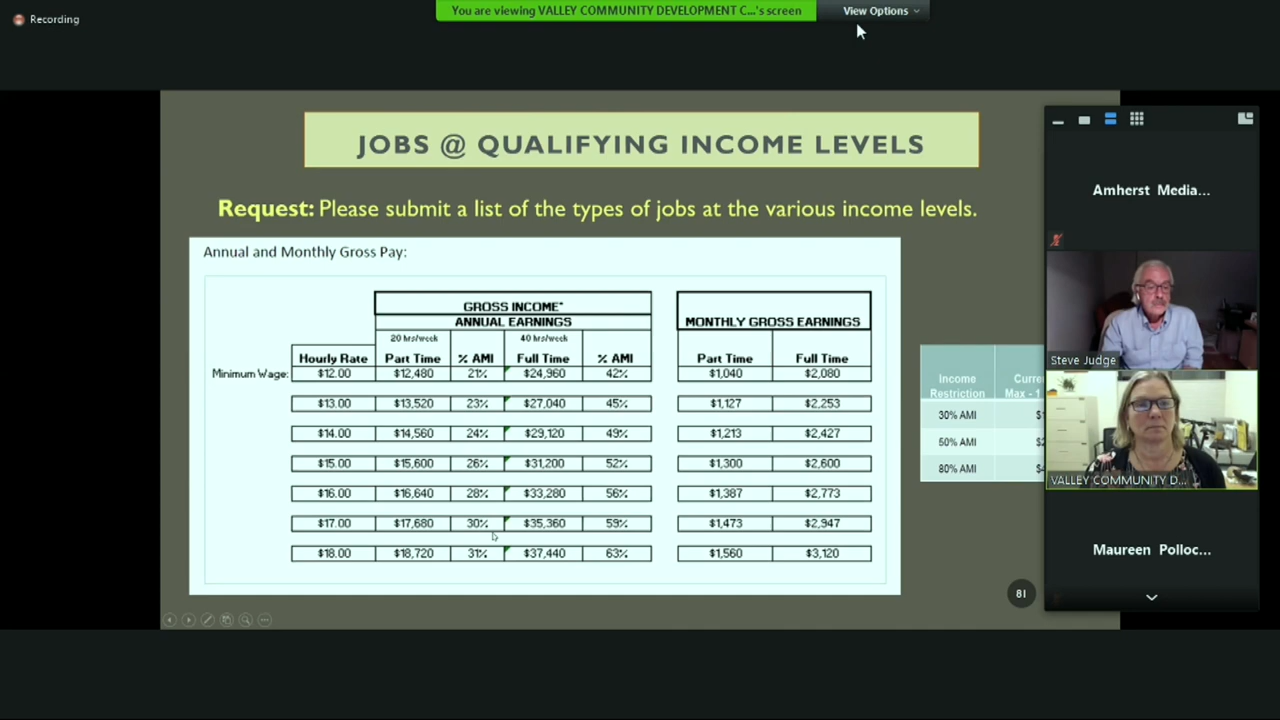 Recording
You are viewing VALLEY COMMUNITY DEVELOPMENT C...'s screen
View Options
JOBS @ QUALIFYING INCOME LEVELS
Request: Please submit a list of the types of jobs at the various income levels.
Annual and Monthly Gross Pay:
GROSS INCOME*
ANNUAL EARNINGS
MONTHLY GROSS EARNINGS
20 hrs/week 40 hrs/week
Hourly Rate Part Time % AMI Full Time % AMI Part Time Full Time
Minimum Wage: $12.00 $12,480 21% $24,960 42% $1,040 $2,080
$13.00 $13,520 23% $27,040 45% $1,127 $2,253
$14.00 $14,560 24% $29,120 49% $1,213 $2,427
$15.00 $15,600 26% $31,200 52% $1,300 $2,600
$16.00 $16,640 28% $33,280 56% $1,387 $2,773
$17.00 $17,680 30% $35,360 59% $1,473 $2,947
$18.00 $18,720 31% $37,440 63% $1,560 $3,120
Income Curre
Restriction Max - 1
30% AMI $1
50% AMI $2
80% AMI $4
81
Amherst Media...
Steve Judge
VALLEY COMMUNITY D...
Maureen Polloc...